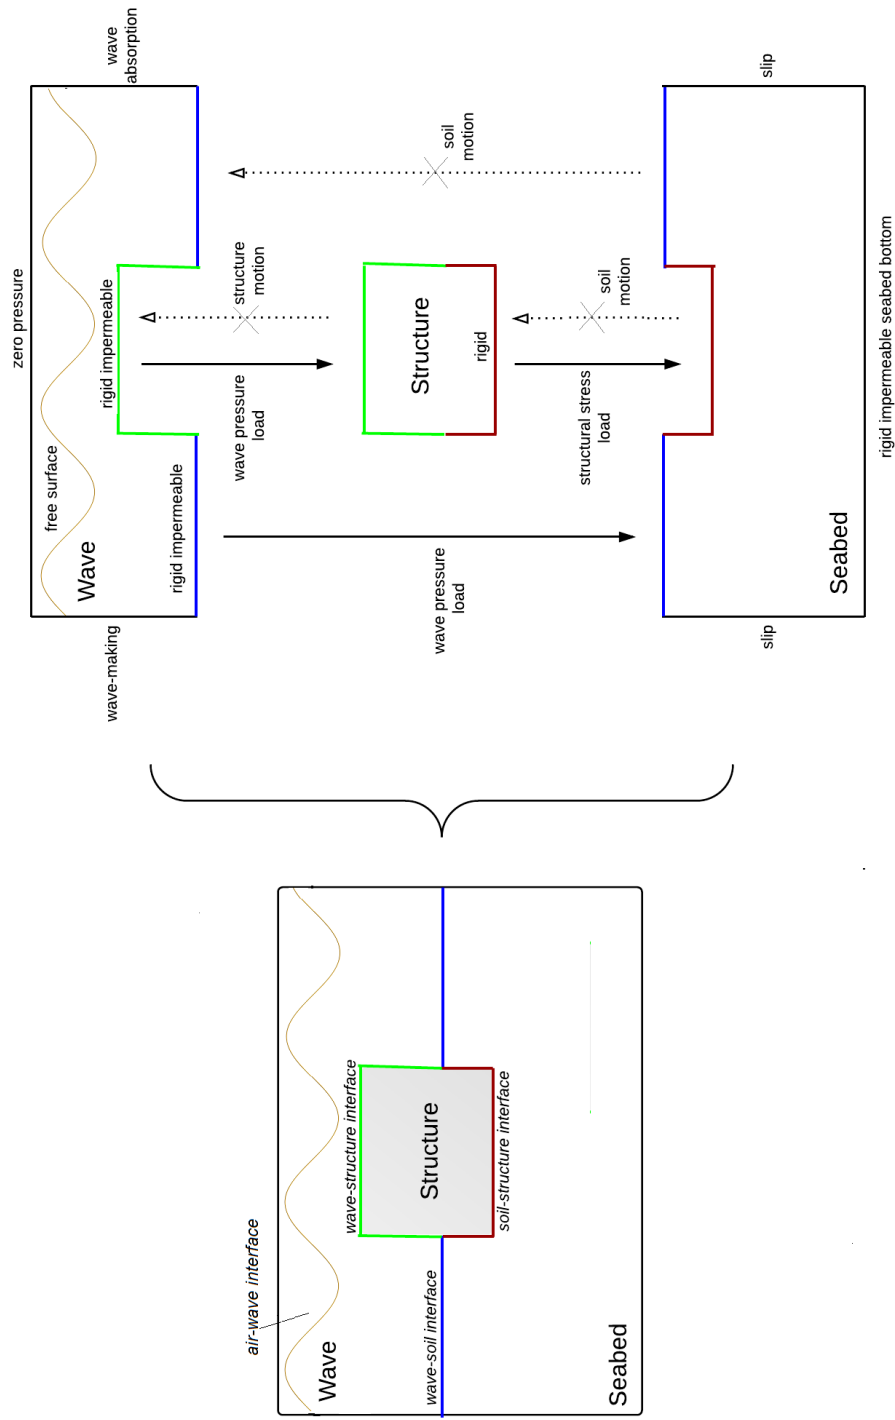 air-wave interface
Wave
wave-structure interface
Structure
wave-soil interface
soil-structure interface
Seabed
zero pressure
free surface
Wave
wave-making
wave
absorption
rigid impermeable
rigid impermeable
wave pressure
load
structure
motion
Structure
rigid
wave pressure
load
soil
motion
structural stress
load
soil
motion
slip
slip
Seabed
rigid impermeable seabed bottom